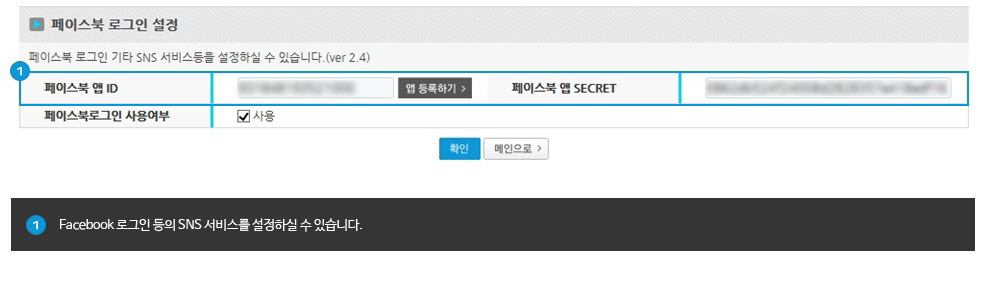 페이스북 로그인 설정
페이스북 로그인 기타 SNS 서비스등을 설정하실 수 있습니다.(ver 2.4)
1
페이스북 앱 ID 앱 등록하기 > 페이스북 앱 SECRET
페이스북로그인 사용여부 사용
확인 메인으로 >
1 Facebook 로그인 등의 SNS 서비스를 설정하실 수 있습니다.